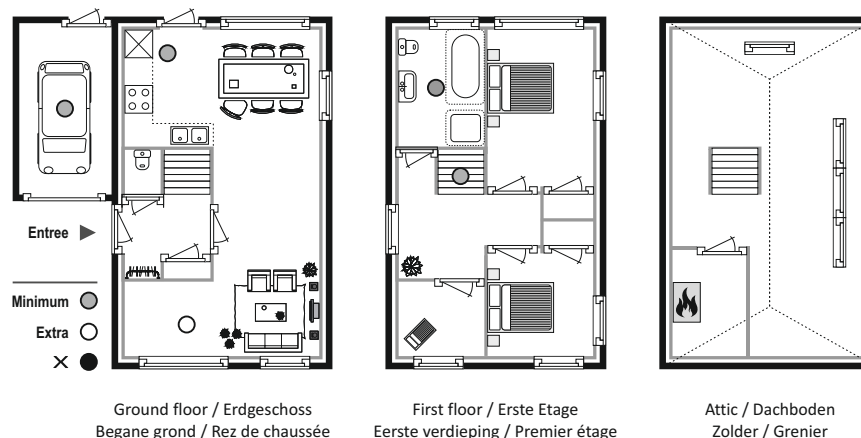 Entree
Minimum
Extra
X
Ground floor / Erdgeschoss
Begane grond / Rez de chaussée
First floor / Erste Etage
Eerste verdieping / Premier étage
Attic / Dachboden
Zolder / Grenier